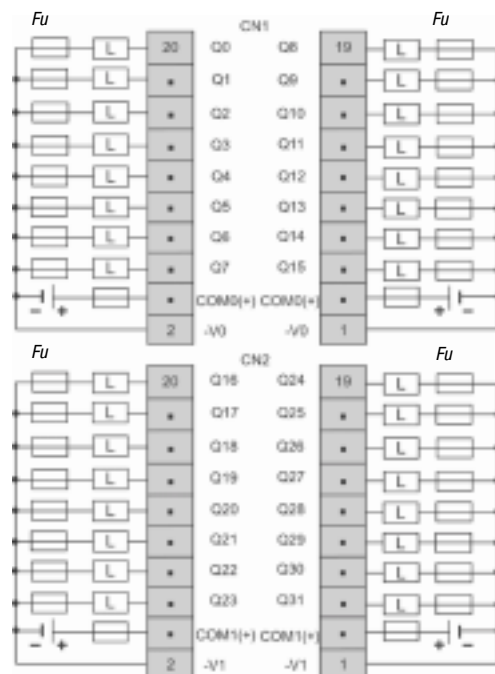 Fu CN1 Fu
L 20 Q0 Q8 19 L
L Q1 Q9 L
L Q2 Q10 L
L Q3 Q11 L
L Q4 Q12 L
L Q5 Q13 L
L Q6 Q14 L
L Q7 Q15 L
- + COM0(+) COM0(+) + -
2 -V0 -V0 1
Fu CN2 Fu
L 20 Q16 Q24 19 L
L Q17 Q25 L
L Q18 Q26 L
L Q19 Q27 L
L Q20 Q28 L
L Q21 Q29 L
L Q22 Q30 L
L Q23 Q31 L
- + COM1(+) COM1(+) + -
2 -V1 -V1 1